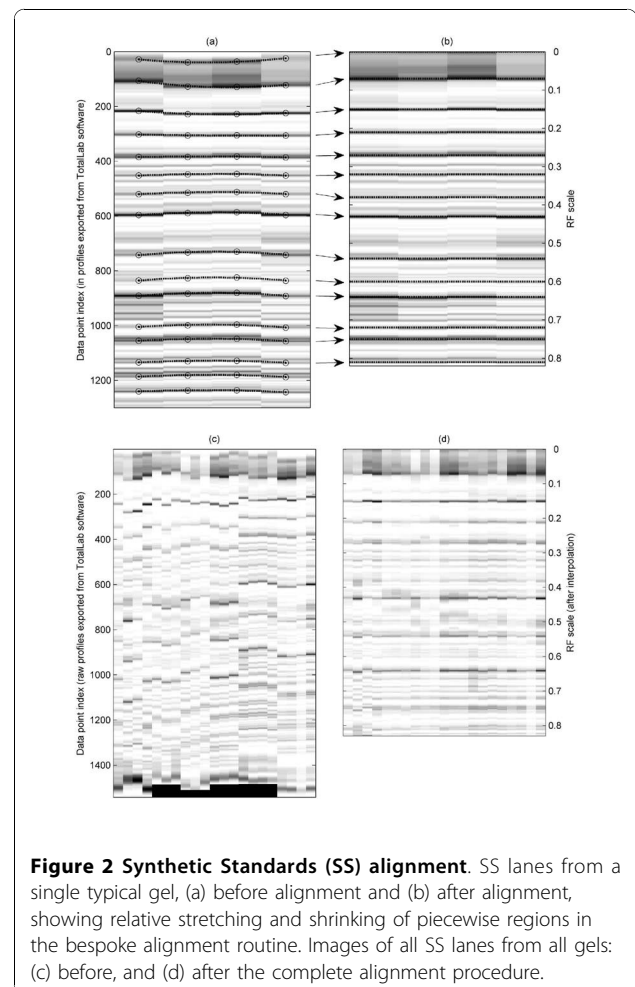 (a)
(b)
0
200
400
600
800
1000
1200
Data point index (in profiles exported from TotalLab software)
0
0.1
0.2
0.3
0.4
0.5
0.6
0.7
0.8
RF scale
(c)
(d)
200
400
600
800
1000
1200
1400
Data point index (raw profiles exported from TotalLab software)
0
0.1
0.2
0.3
0.4
0.5
0.6
0.7
0.8
RF scale (after interpolation)
Figure 2 Synthetic Standards (SS) alignment. SS lanes from a
single typical gel, (a) before alignment and (b) after alignment,
showing relative stretching and shrinking of piecewise regions in
the bespoke alignment routine. Images of all SS lanes from all gels:
(c) before, and (d) after the complete alignment procedure.